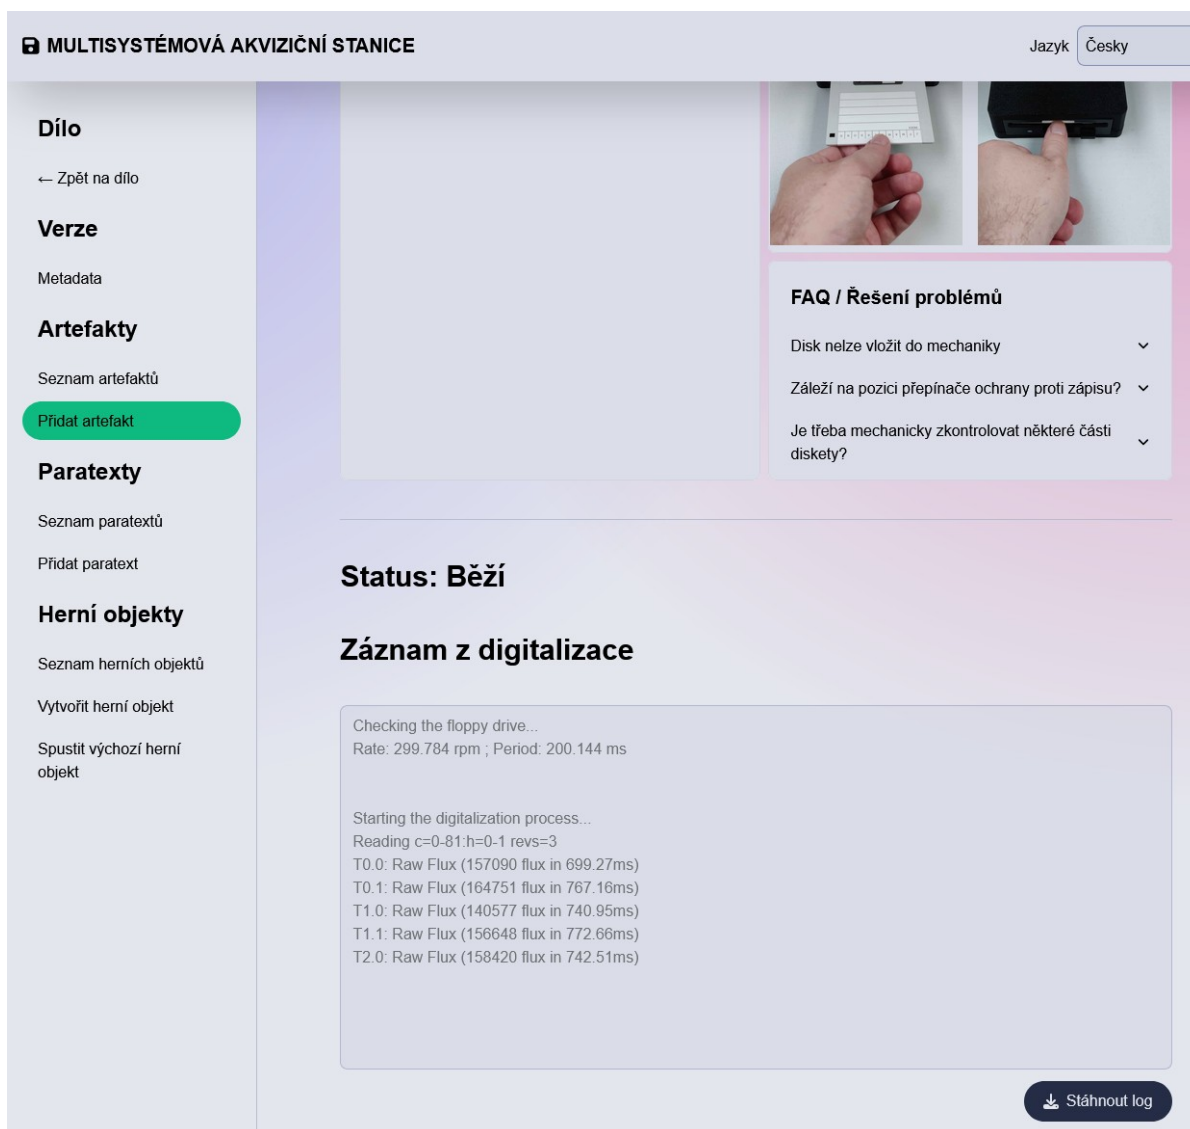 MULTISYSTÉMOVÁ AKVIZIČNÍ STANICE
Jazyk
Česky
Dílo
← Zpět na dílo
Verze
Metadata
Artefakty
Seznam artefaktů
Přidat artefakt
Paratexty
Seznam paratextů
Přidat paratext
Herní objekty
Seznam herních objektů
Vytvořit herní objekt
Spustit výchozí herní
objekt
FAQ / Řešení problémů
Disk nelze vložit do mechaniky
Záleží na pozici přepínače ochrany proti zápisu?
Je třeba mechanicky zkontrolovat některé části
diskety?
Status: Běží
Záznam z digitalizace
Checking the floppy drive...
Rate: 299.784 rpm ; Period: 200.144 ms
Starting the digitalization process...
Reading c=0-81:h=0-1 revs=3
T0.0: Raw Flux (157090 flux in 699.27ms)
T0.1: Raw Flux (164751 flux in 767.16ms)
T1.0: Raw Flux (140577 flux in 740.95ms)
T1.1: Raw Flux (156648 flux in 772.66ms)
T2.0: Raw Flux (158420 flux in 742.51ms)
Stáhnout log